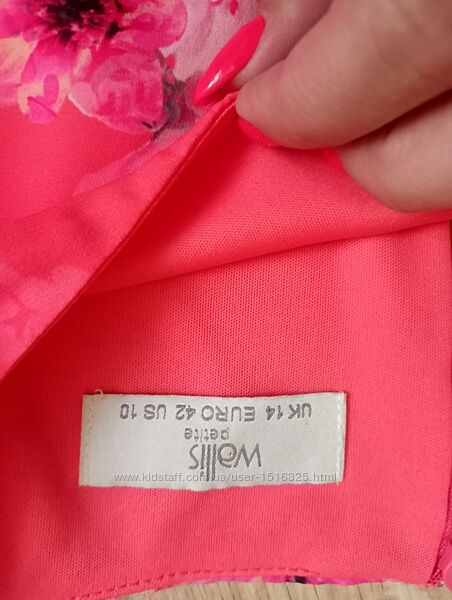 wallis
petite
UK 14 EURO 42 US 10
www.kidstaff.com.ua/user-1516325.html